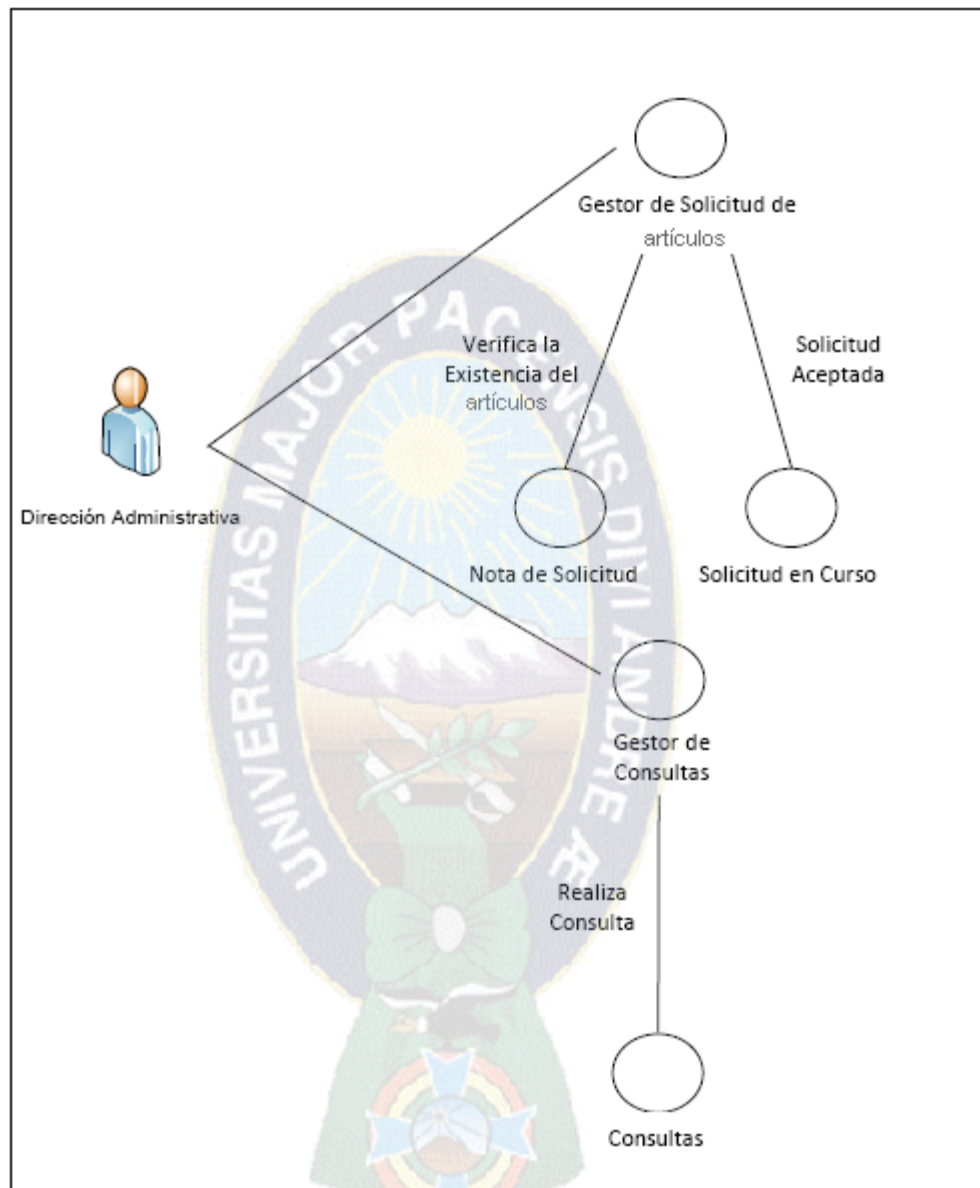 Gestor de Solicitud de
artículos
Verifica la
Existencia del
artículos
Solicitud
Aceptada
Dirección Administrativa
Nota de Solicitud
Solicitud en Curso
Gestor de
Consultas
Realiza
Consulta
Consultas
UNIVERSITAS MAJOR PACENSIS DIVI ANDRE Æ